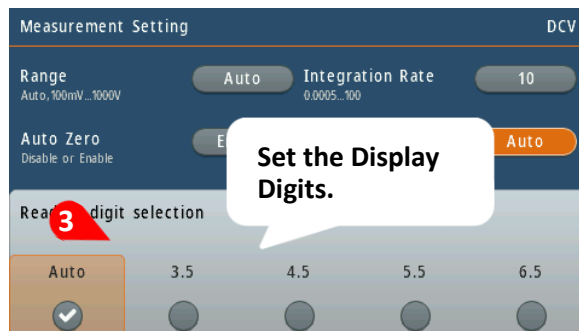 Measurement Setting DCV
Range Auto Integration Rate 10
Auto,100mV...1000V 0.0005...100
Auto Zero Auto
Disable or Enable
Set the Display
Digits.
digit selection
3
Auto 3.5 4.5 5.5 6.5